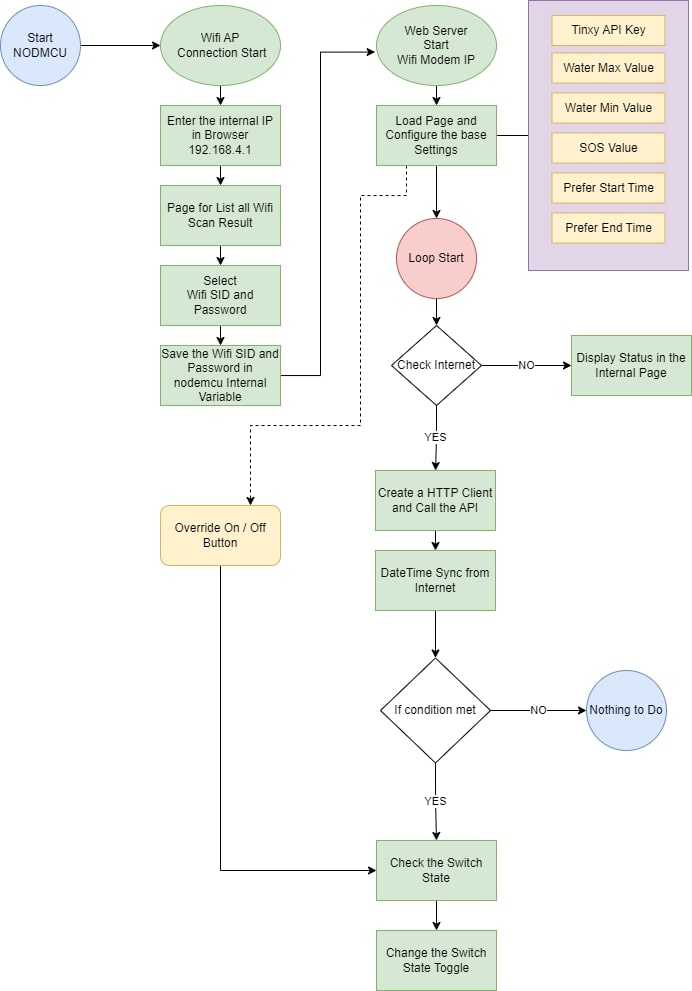 Start
NODMCU
Wifi AP
Connection Start
Enter the internal IP
in Browser
192.168.4.1
Page for List all Wifi
Scan Result
Select
Wifi SID and
Password
Save the Wifi SID and
Password in
nodemcu Internal
Variable
Web Server
Start
Wifi Modem IP
Load Page and
Configure the base
Settings
Tinxy API Key
Water Max Value
Water Min Value
SOS Value
Prefer Start Time
Prefer End Time
Loop Start
Check Internet
NO
Display Status in the
Internal Page
YES
Create a HTTP Client
and Call the API
Override On / Off
Button
DateTime Sync from
Internet
If condition met
NO
Nothing to Do
YES
Check the Switch
State
Change the Switch
State Toggle